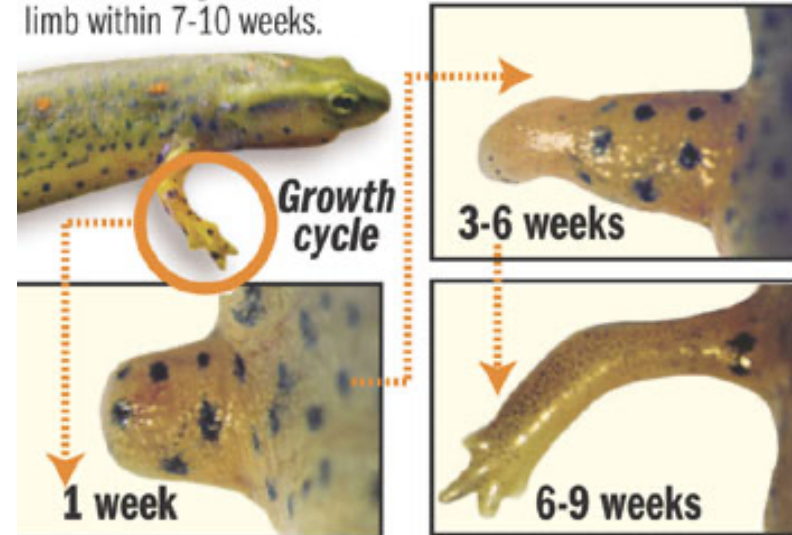 limb within 7-10 weeks.
Growth
cycle
1 week
3-6 weeks
6-9 weeks